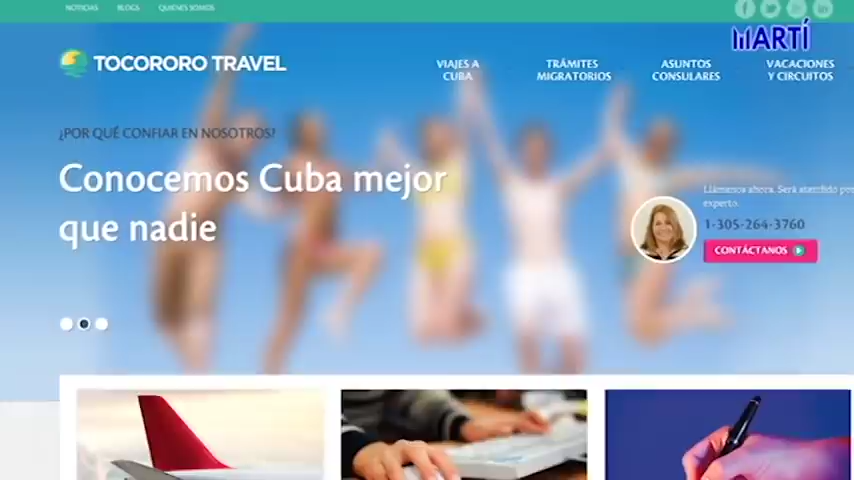 NOTICIAS BLOGS QUIENES SOMOS
MARTÍ
TOCORORO TRAVEL
VIAJES A
CUBA
TRÁMITES
MIGRATORIOS
ASUNTOS
CONSULARES
VACACIONES
Y CIRCUITOS
¿POR QUÉ CONFIAR EN NOSOTROS?
Conocemos Cuba mejor
que nadie
Llámenos ahora. Será atendido por
experto.
1-305-264-3760
CONTÁCTANOS